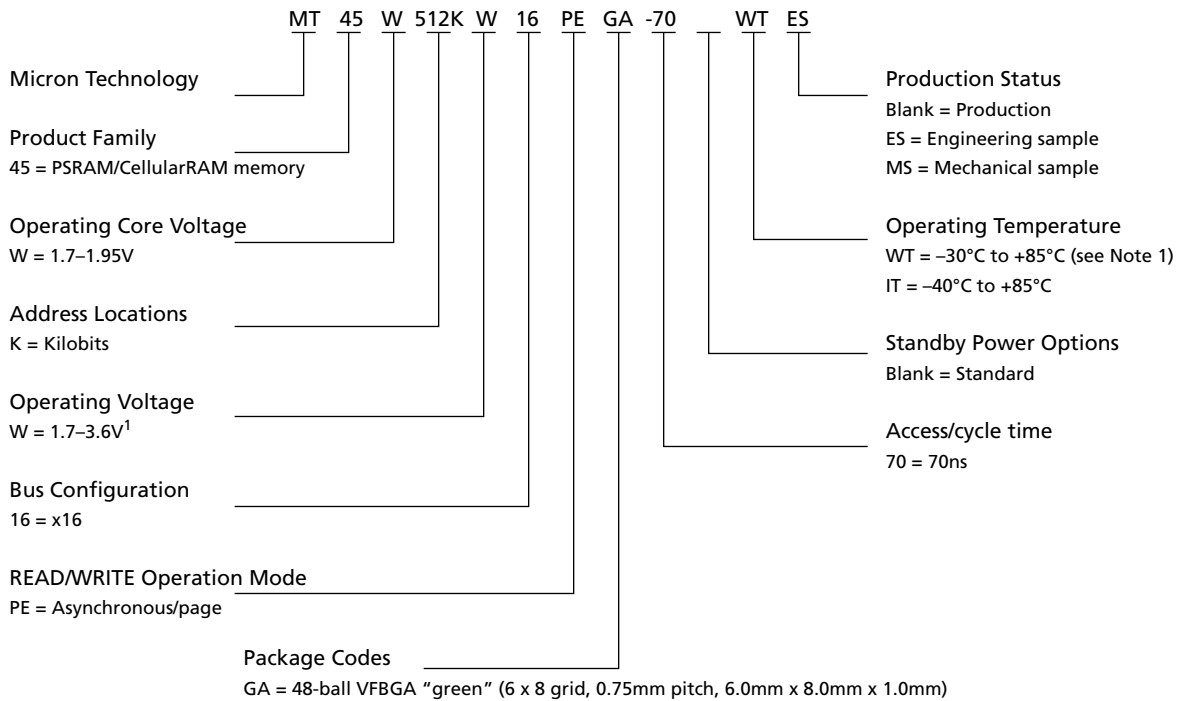 MT 45 W 512K W 16 PE GA -70 WT ES
Micron Technology
Product Family
45 = PSRAM/CellularRAM memory
Operating Core Voltage
W = 1.7–1.95V
Address Locations
K = Kilobits
Operating Voltage
W = 1.7–3.6V1
Bus Configuration
16 = x16
READ/WRITE Operation Mode
PE = Asynchronous/page
Package Codes
GA = 48-ball VFBGA “green” (6 x 8 grid, 0.75mm pitch, 6.0mm x 8.0mm x 1.0mm)
Production Status
Blank = Production
ES = Engineering sample
MS = Mechanical sample
Operating Temperature
WT = –30°C to +85°C (see Note 1)
IT = –40°C to +85°C
Standby Power Options
Blank = Standard
Access/cycle time
70 = 70ns